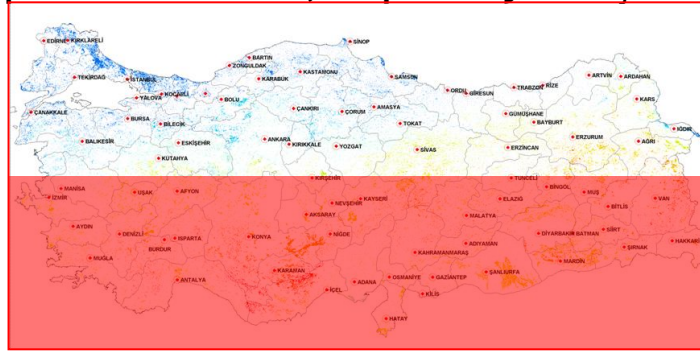 EDİRNE KIRKLARELİ
SİNOP
BARTIN
ZONGULDAK
KARABÜK
KASTAMONU
TEKİRDAĞ
İSTANBUL
SAMSUN
ARTVİN
ARDAHAN
KOCAELİ
YALOVA
BOLU
ORDU
GİRESUN
TRABZON
RİZE
KARS
ÇANAKKALE
BURSA
BİLECİK
ÇANKIRI
ÇORUM
AMASYA
TOKAT
GÜMÜŞHANE
BAYBURT
IĞDIR
BALIKESİR
ESKİŞEHİR
ANKARA
KIRIKKALE
YOZGAT
SİVAS
ERZİNCAN
ERZURUM
AĞRI
KÜTAHYA
KIRŞEHİR
TUNCELİ
MANİSA
İZMİR
UŞAK
AFYON
NEVŞEHİR
KAYSERİ
ELAZIĞ
BİNGÖL
MUŞ
BİTLİS
VAN
AKSARAY
MALATYA
AYDIN
DENİZLİ
BURDUR
ISPARTA
KONYA
NİĞDE
KAHRAMANMARAŞ
ADIYAMAN
DİYARBAKIR
BATMAN
SİİRT
ŞIRNAK
HAKKARİ
MUĞLA
ANTALYA
KARAMAN
İÇEL
ADANA
OSMANİYE
GAZİANTEP
KİLİS
ŞANLIURFA
MARDİN
HATAY